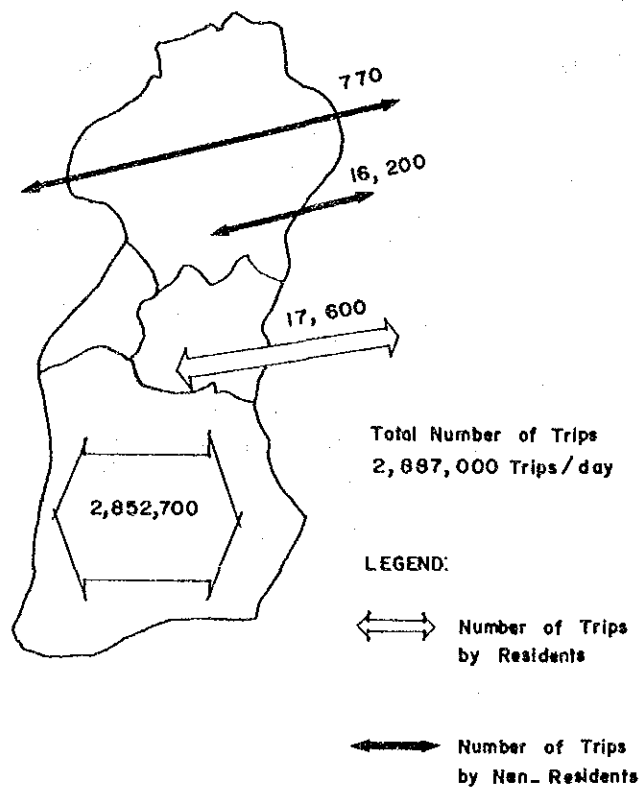 770
16, 200
17, 600
Total Number of Trips
2,887,000 Trips/day
2,852,700
LEGEND:
Number of Trips
by Residents
Number of Trips
by Non_Residents